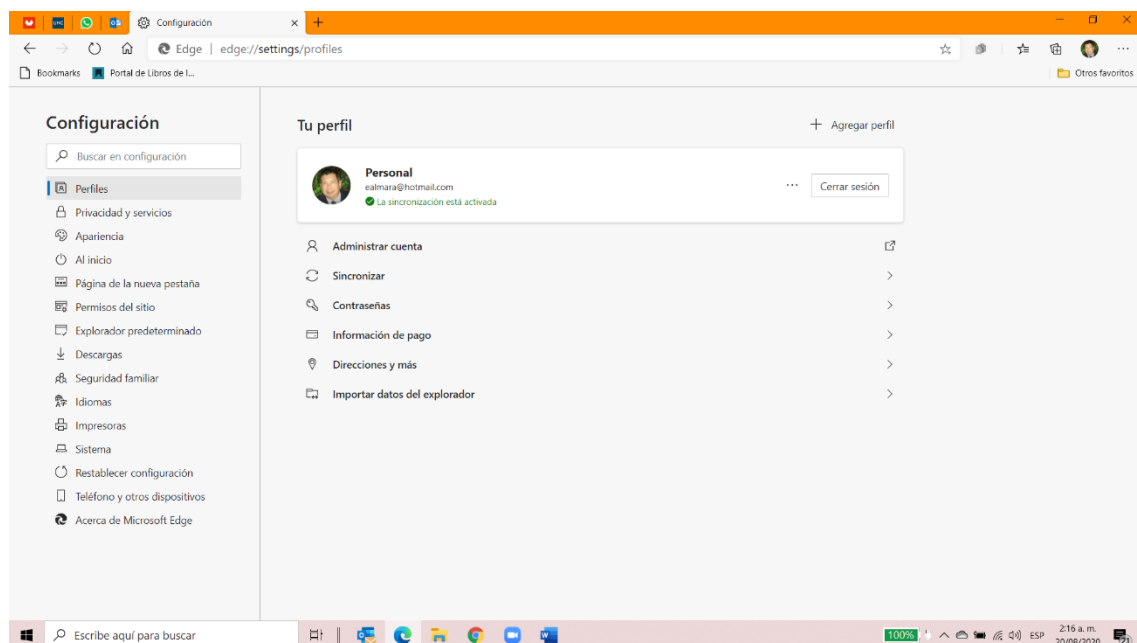 Configuración
Edge | edge://settings/profiles
Bookmarks
Portal de Libros de l...
Otros favoritos
Configuración
Buscar en configuración
Perfiles
Privacidad y servicios
Apariencia
Al inicio
Página de la nueva pestaña
Permisos del sitio
Explorador predeterminado
Descargas
Seguridad familiar
Idiomas
Impresoras
Sistema
Restablecer configuración
Teléfono y otros dispositivos
Acerca de Microsoft Edge
Tu perfil
Agregar perfil
Personal
ealmara@hotmail.com
La sincronización está activada
Cerrar sesión
Administrar cuenta
Sincronizar
Contraseñas
Información de pago
Direcciones y más
Importar datos del explorador
Escribe aquí para buscar
100%
ESP
2:16 a. m.
20/08/2020